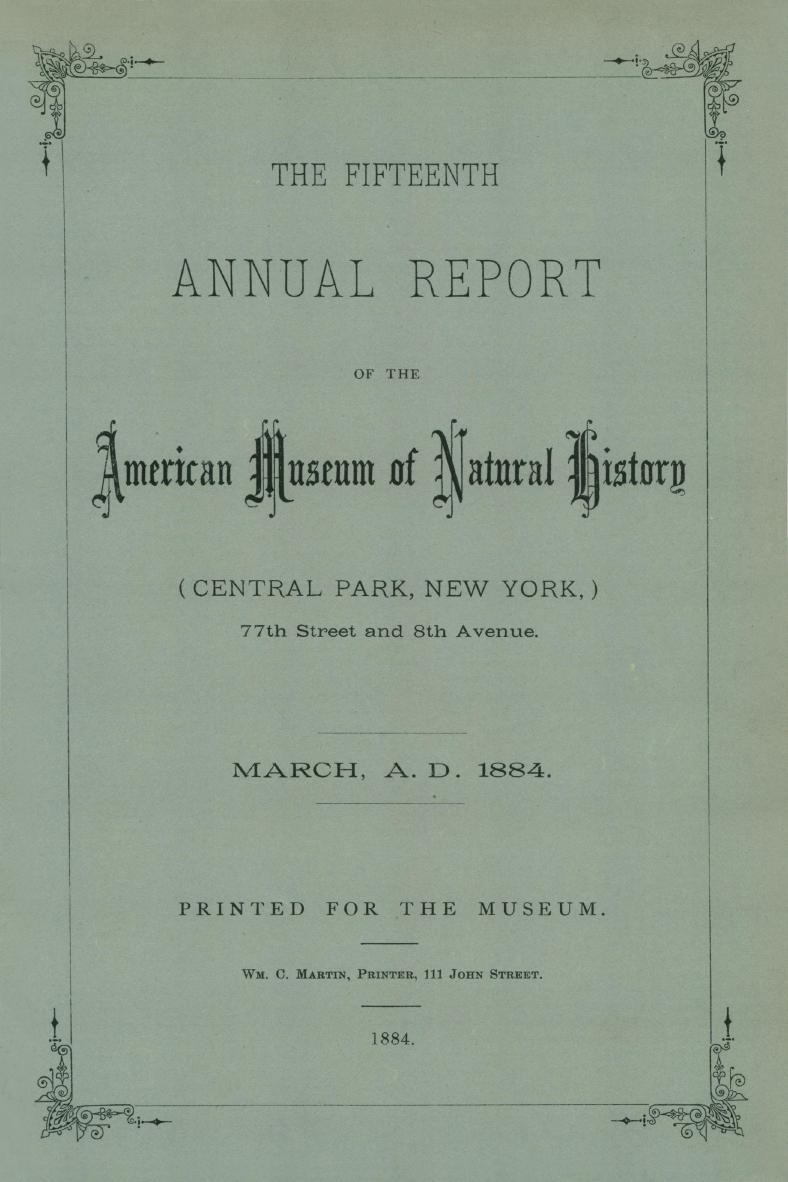 THE FIFTEENTH
ANNUAL REPORT
OF THE
American Museum of Natural History
(CENTRAL PARK, NEW YORK,)
77th Street and 8th Avenue.
MARCH, A. D. 1884.
PRINTED FOR THE MUSEUM.
WM. C. MARTIN, PRINTER, 111 JOHN STREET.
1884.